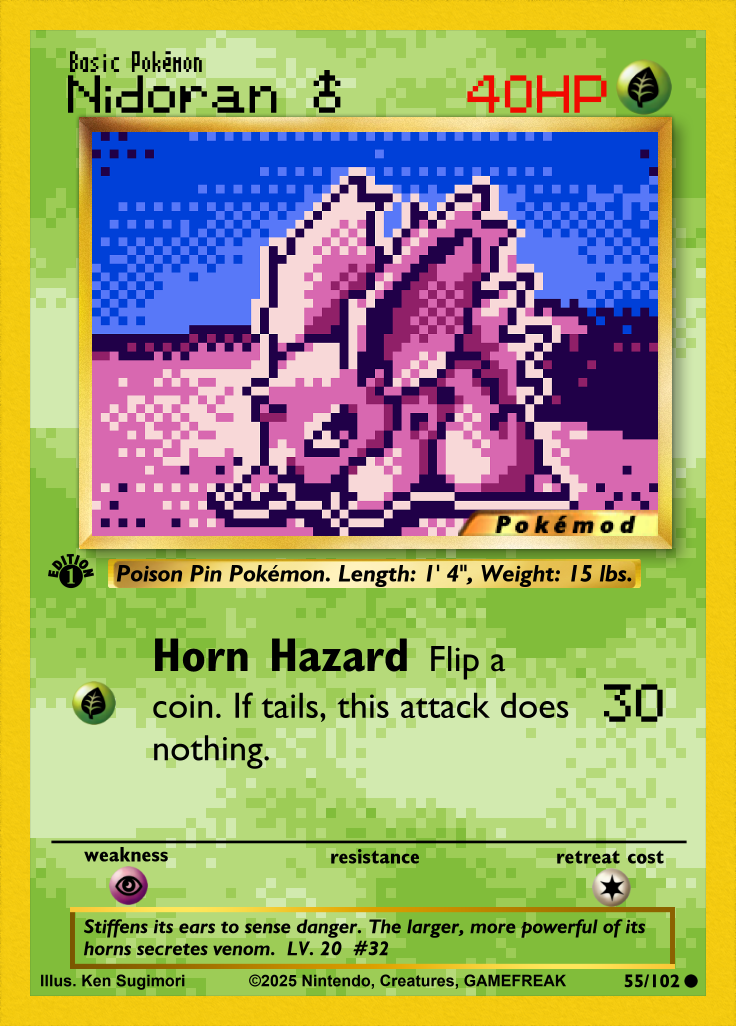 Basic Pokémon
Nidoran ♂ 40HP
Pokémod
EDITION 1
Poison Pin Pokémon. Length: 1' 4", Weight: 15 lbs.
Horn Hazard Flip a
coin. If tails, this attack does 30
nothing.
weakness resistance retreat cost
Stiffens its ears to sense danger. The larger, more powerful of its
horns secretes venom. LV. 20 #32
Illus. Ken Sugimori ©2025 Nintendo, Creatures, GAMEFREAK 55/102 ●